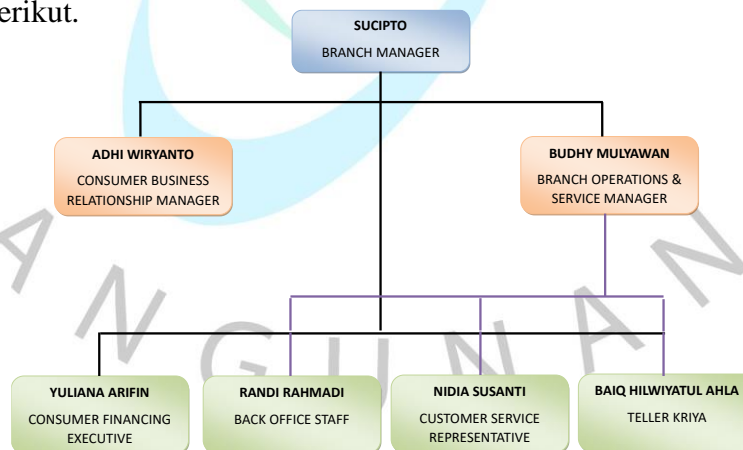 erikut.
SUCIPTO
BRANCH MANAGER
ADHI WIRYANTO
CONSUMER BUSINESS
RELATIONSHIP MANAGER
BUDHY MULYAWAN
BRANCH OPERATIONS &
SERVICE MANAGER
ANGUNAN
YULIANA ARIFIN
CONSUMER FINANCING
EXECUTIVE
RANDI RAHMADI
BACK OFFICE STAFF
NIDIA SUSANTI
CUSTOMER SERVICE
REPRESENTATIVE
BAIQ HILWIYATUL AHLA
TELLER KRIYA